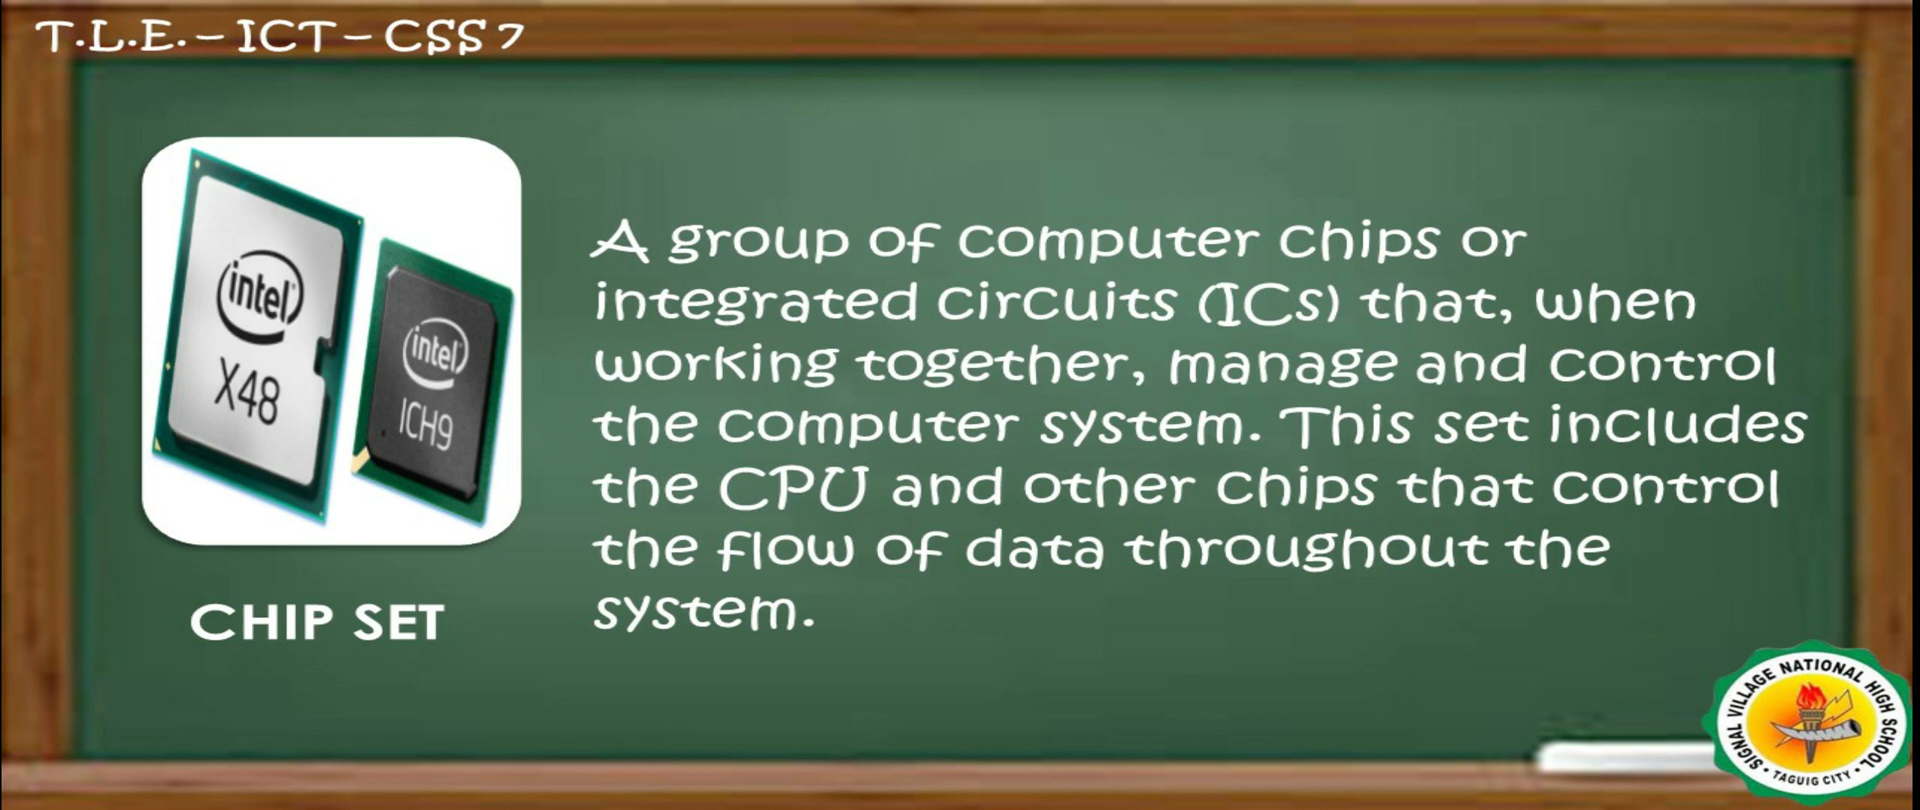 T.L.E. – ICT – CSS 7
intel
X48
intel
ICH9
CHIP SET
A group of computer chips or
integrated circuits (ICs) that, when
working together, manage and control
the computer system. This set includes
the CPU and other chips that control
the flow of data throughout the
system.
SIGNAL VILLAGE NATIONAL HIGH SCHOOL
• TAGUIG CITY •